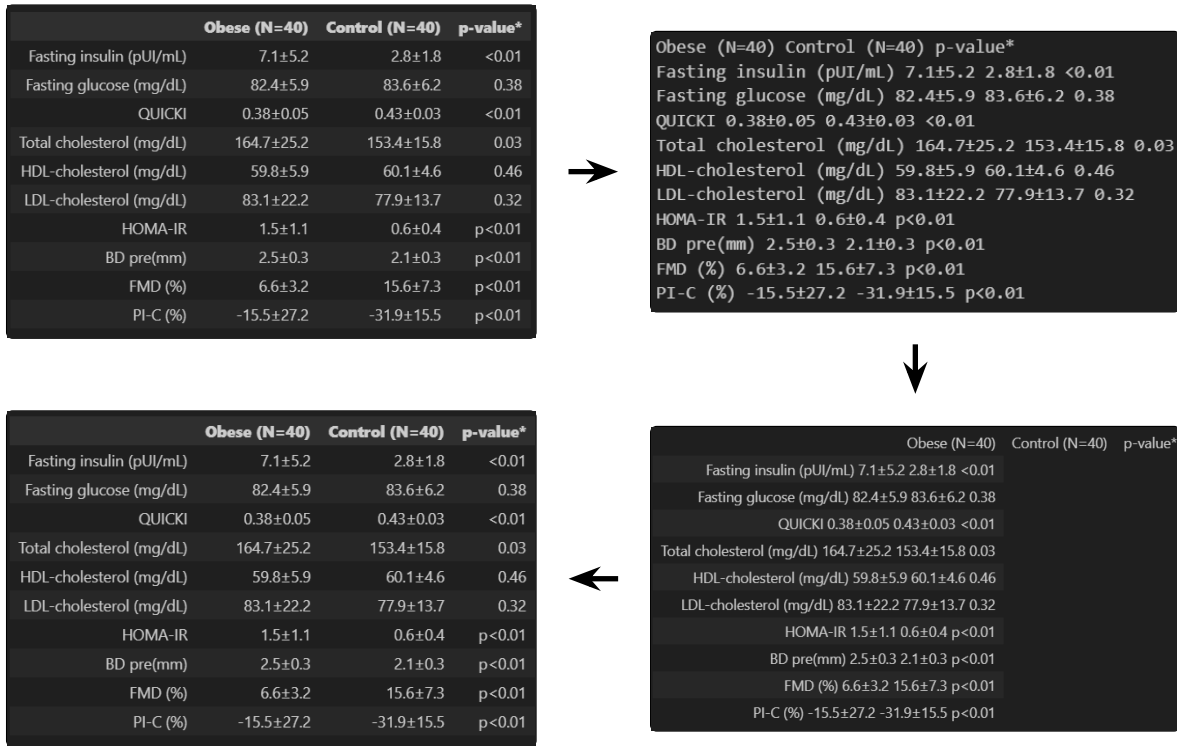 Obese (N=40) Control (N=40) p-value*
Fasting insulin (pUI/mL) 7.1±5.2 2.8±1.8 <0.01
Fasting glucose (mg/dL) 82.4±5.9 83.6±6.2 0.38
QUICKI 0.38±0.05 0.43±0.03 <0.01
Total cholesterol (mg/dL) 164.7±25.2 153.4±15.8 0.03
HDL-cholesterol (mg/dL) 59.8±5.9 60.1±4.6 0.46
LDL-cholesterol (mg/dL) 83.1±22.2 77.9±13.7 0.32
HOMA-IR 1.5±1.1 0.6±0.4 p<0.01
BD pre(mm) 2.5±0.3 2.1±0.3 p<0.01
FMD (%) 6.6±3.2 15.6±7.3 p<0.01
PI-C (%) -15.5±27.2 -31.9±15.5 p<0.01
Obese (N=40) Control (N=40) p-value*
Fasting insulin (pUI/mL) 7.1±5.2 2.8±1.8 <0.01
Fasting glucose (mg/dL) 82.4±5.9 83.6±6.2 0.38
QUICKI 0.38±0.05 0.43±0.03 <0.01
Total cholesterol (mg/dL) 164.7±25.2 153.4±15.8 0.03
HDL-cholesterol (mg/dL) 59.8±5.9 60.1±4.6 0.46
LDL-cholesterol (mg/dL) 83.1±22.2 77.9±13.7 0.32
HOMA-IR 1.5±1.1 0.6±0.4 p<0.01
BD pre(mm) 2.5±0.3 2.1±0.3 p<0.01
FMD (%) 6.6±3.2 15.6±7.3 p<0.01
PI-C (%) -15.5±27.2 -31.9±15.5 p<0.01
Obese (N=40) Control (N=40) p-value*
Fasting insulin (pUI/mL) 7.1±5.2 2.8±1.8 <0.01
Fasting glucose (mg/dL) 82.4±5.9 83.6±6.2 0.38
QUICKI 0.38±0.05 0.43±0.03 <0.01
Total cholesterol (mg/dL) 164.7±25.2 153.4±15.8 0.03
HDL-cholesterol (mg/dL) 59.8±5.9 60.1±4.6 0.46
LDL-cholesterol (mg/dL) 83.1±22.2 77.9±13.7 0.32
HOMA-IR 1.5±1.1 0.6±0.4 p<0.01
BD pre(mm) 2.5±0.3 2.1±0.3 p<0.01
FMD (%) 6.6±3.2 15.6±7.3 p<0.01
PI-C (%) -15.5±27.2 -31.9±15.5 p<0.01
Obese (N=40) Control (N=40) p-value*
Fasting insulin (pUI/mL) 7.1±5.2 2.8±1.8 <0.01
Fasting glucose (mg/dL) 82.4±5.9 83.6±6.2 0.38
QUICKI 0.38±0.05 0.43±0.03 <0.01
Total cholesterol (mg/dL) 164.7±25.2 153.4±15.8 0.03
HDL-cholesterol (mg/dL) 59.8±5.9 60.1±4.6 0.46
LDL-cholesterol (mg/dL) 83.1±22.2 77.9±13.7 0.32
HOMA-IR 1.5±1.1 0.6±0.4 p<0.01
BD pre(mm) 2.5±0.3 2.1±0.3 p<0.01
FMD (%) 6.6±3.2 15.6±7.3 p<0.01
PI-C (%) -15.5±27.2 -31.9±15.5 p<0.01